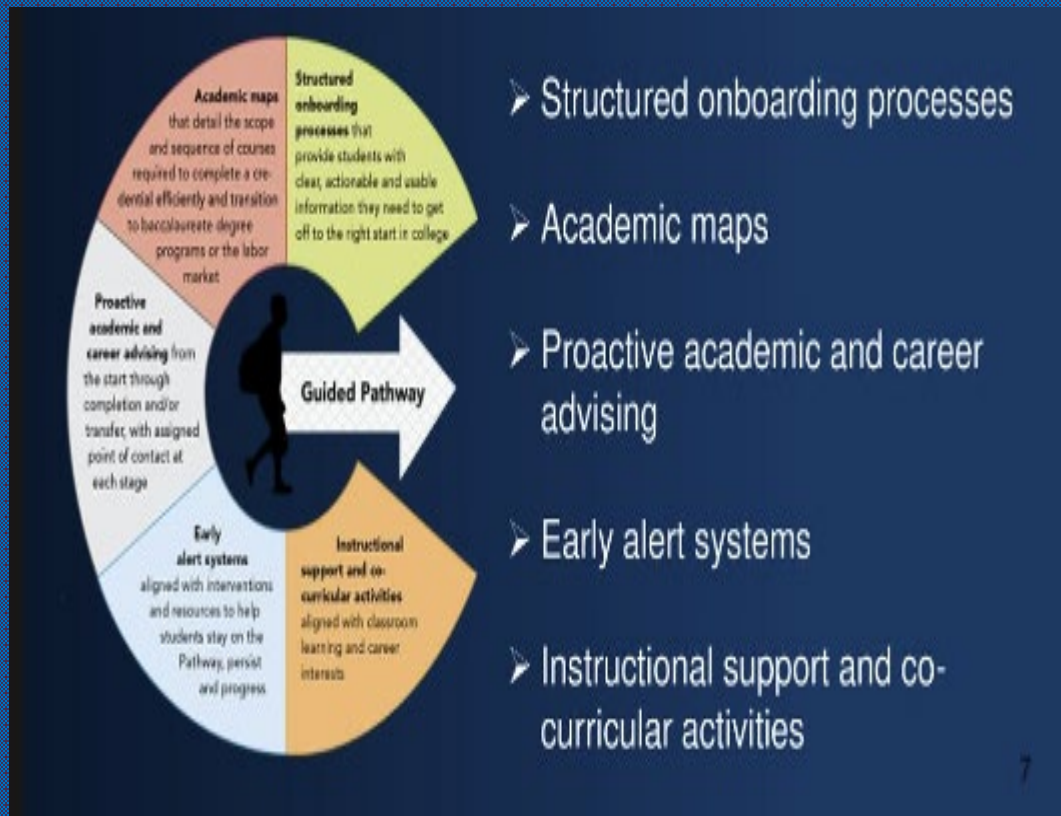 Academic maps
that detail the scope
and sequence of courses
required to complete a cre-
dential efficiently and transition
to baccalaureate degree
programs or the labor
market
Structured
onboarding
processes that
provide students with
clear, actionable and usable
information they need to get
off to the right start in college
Proactive
academic and
career advising from
the start through
completion and/or
transfer, with assigned
point of contact at
each stage
Guided Pathway
Early
alert systems
aligned with interventions
and resources to help
students stay on the
Pathway, persist
and progress
Instructional
support and co-
curricular activities
aligned with classroom
learning and career
interests
➢ Structured onboarding processes
➢ Academic maps
➢ Proactive academic and career
advising
➢ Early alert systems
➢ Instructional support and co-
curricular activities
7